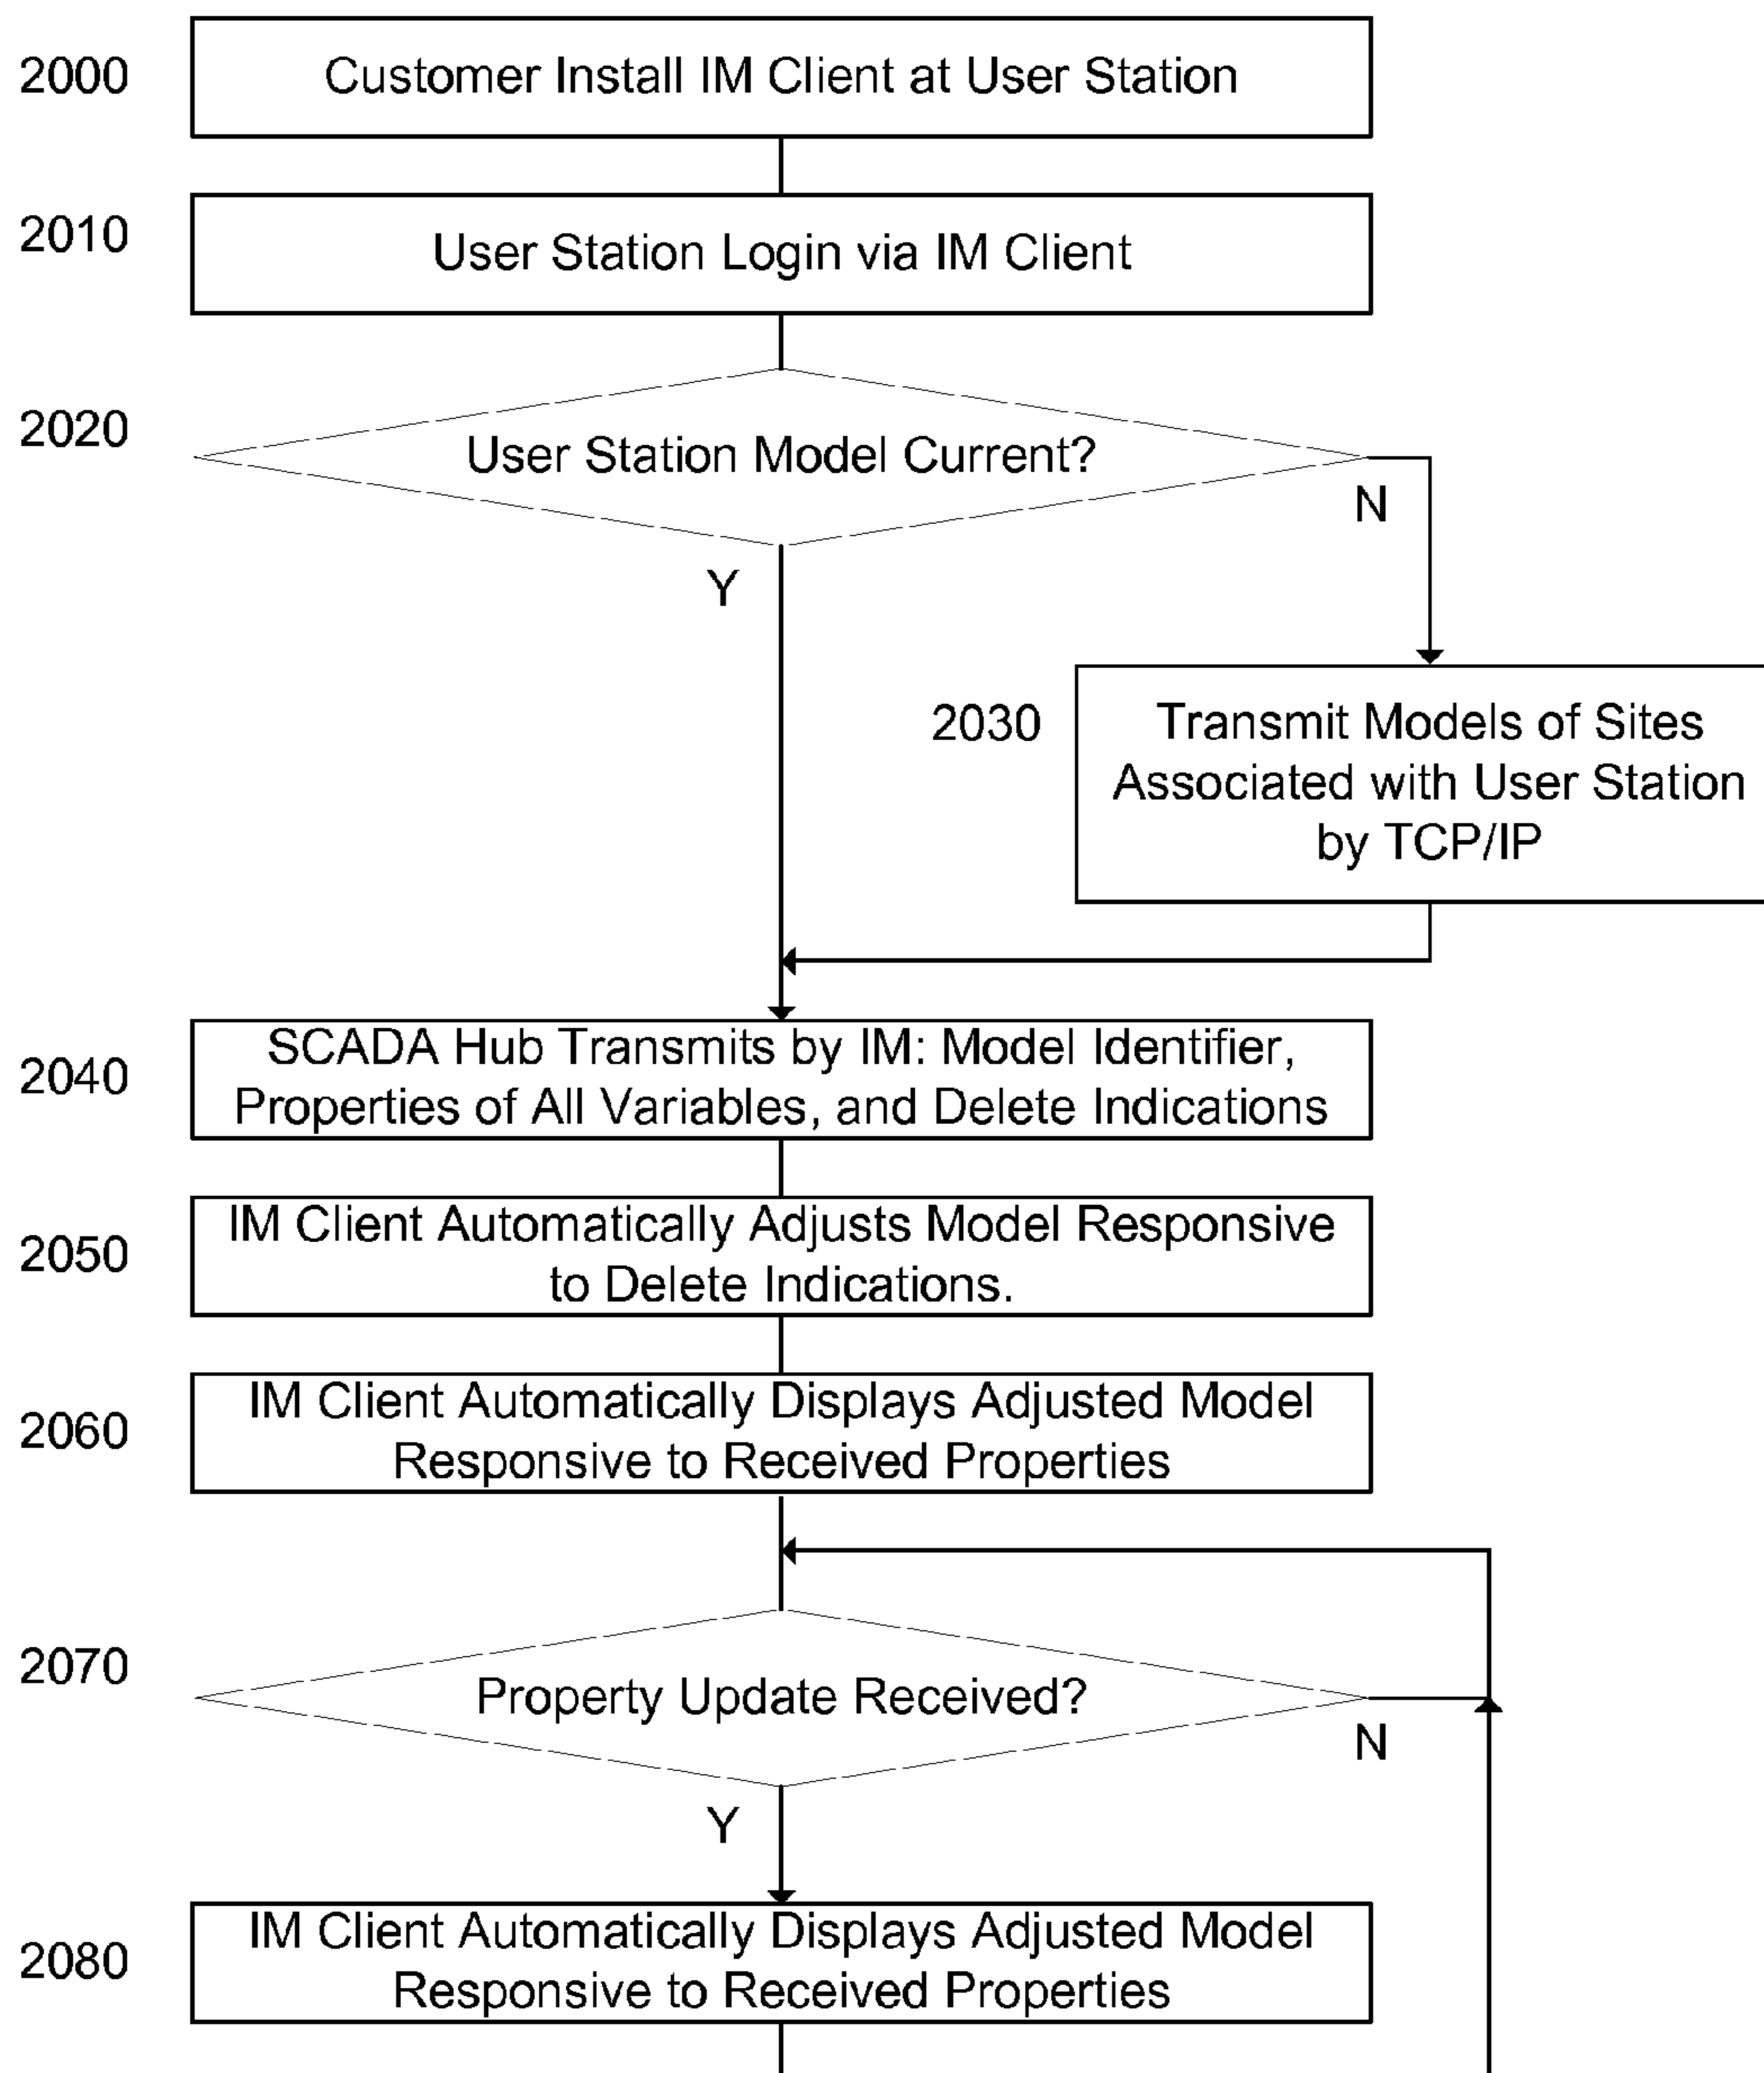 2000
Customer Install IM Client at User Station
2010
User Station Login via IM Client
2020
User Station Model Current?
N
Y
2030
Transmit Models of Sites
Associated with User Station
by TCP/IP
2040
SCADA Hub Transmits by IM: Model Identifier,
Properties of All Variables, and Delete Indications
2050
IM Client Automatically Adjusts Model Responsive
to Delete Indications.
2060
IM Client Automatically Displays Adjusted Model
Responsive to Received Properties
2070
Property Update Received?
N
Y
2080
IM Client Automatically Displays Adjusted Model
Responsive to Received Properties